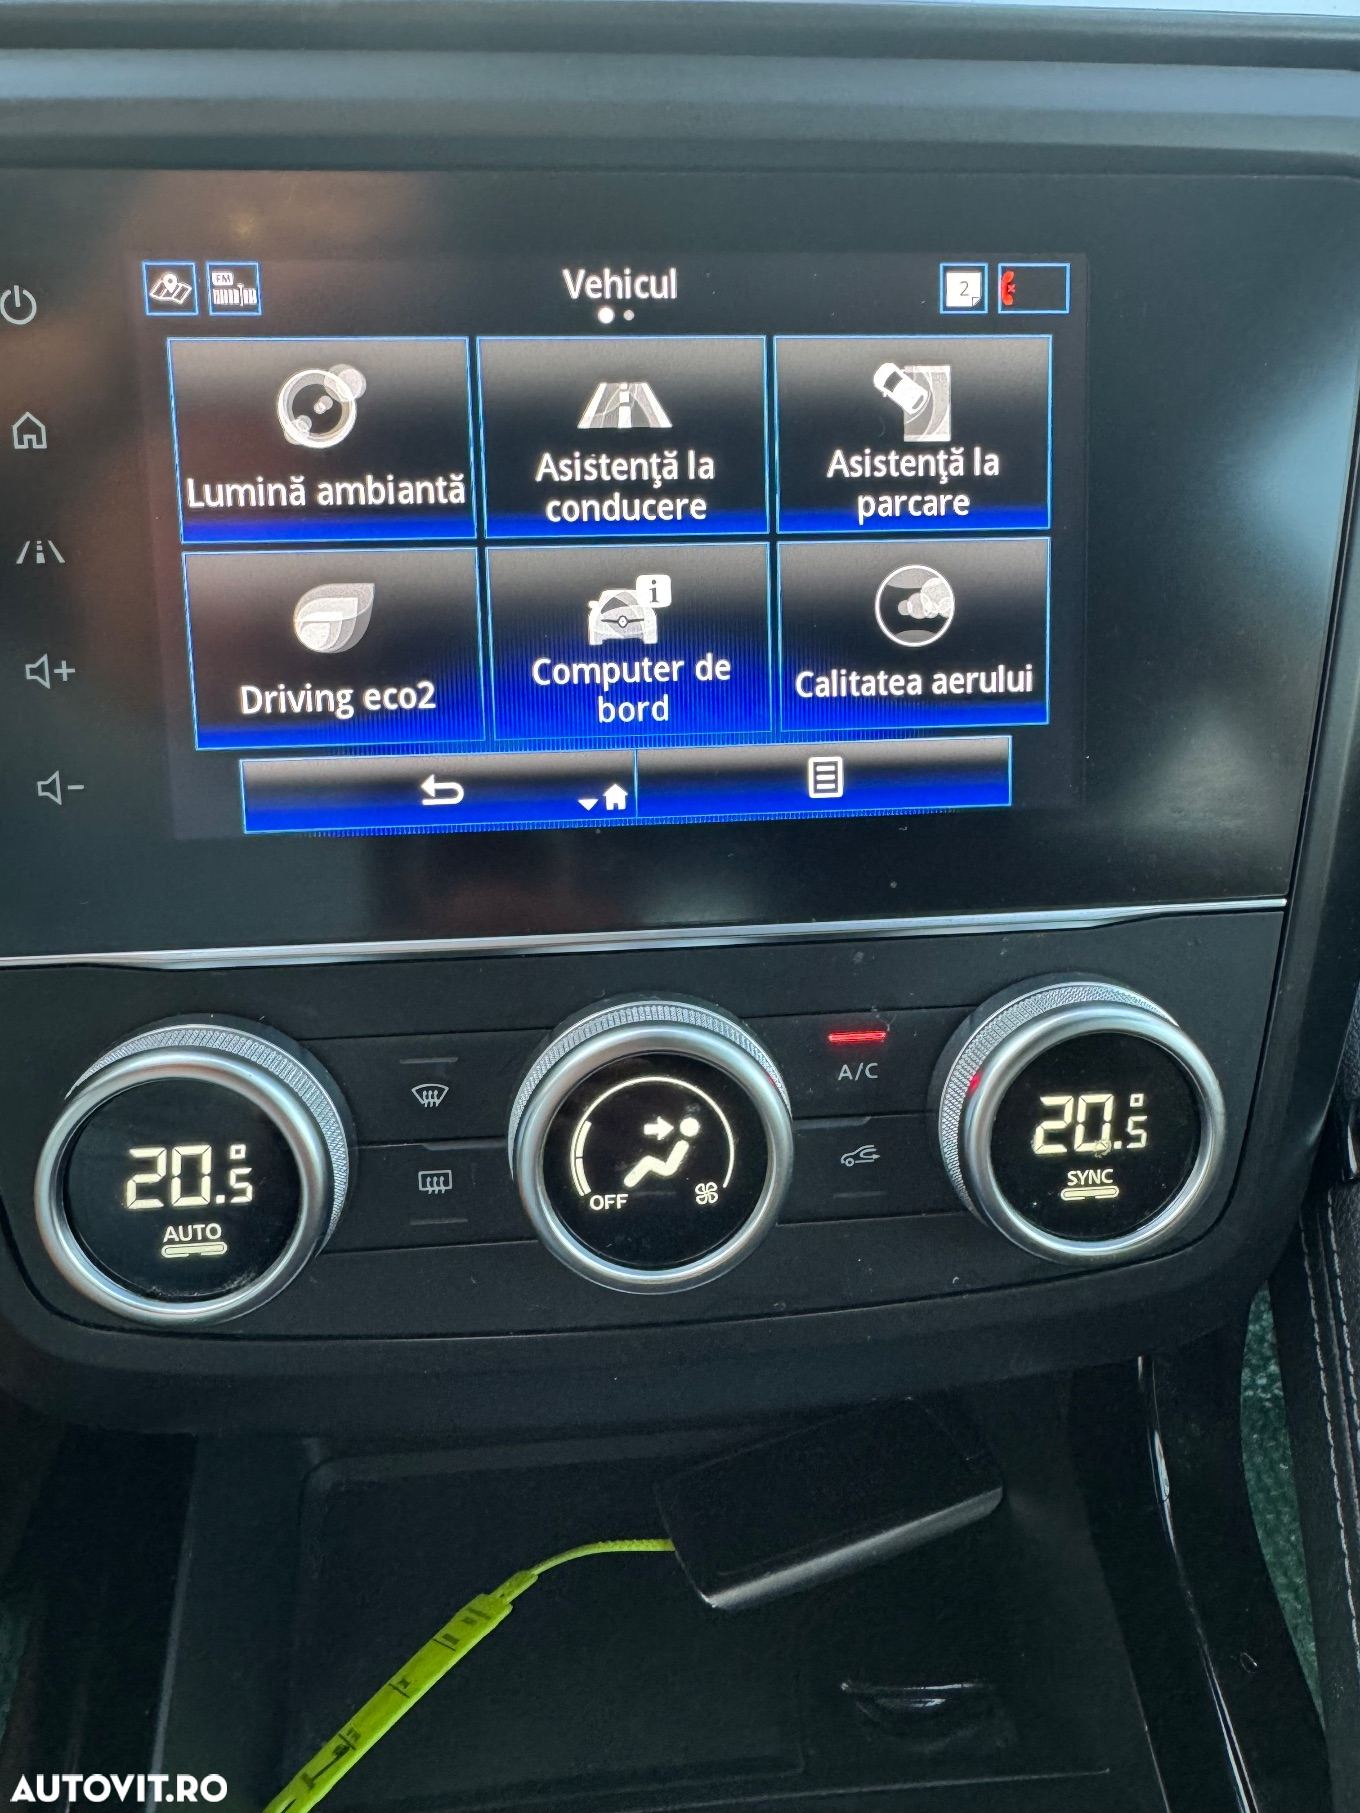 FM
Vehicul
2
Lumină ambiantă
Asistenţă la
conducere
Asistenţă la
parcare
Driving eco2
Computer de
bord
Calitatea aerului
A/C
20.5°
AUTO
OFF
20.5°
SYNC
AUTOVIT.RO